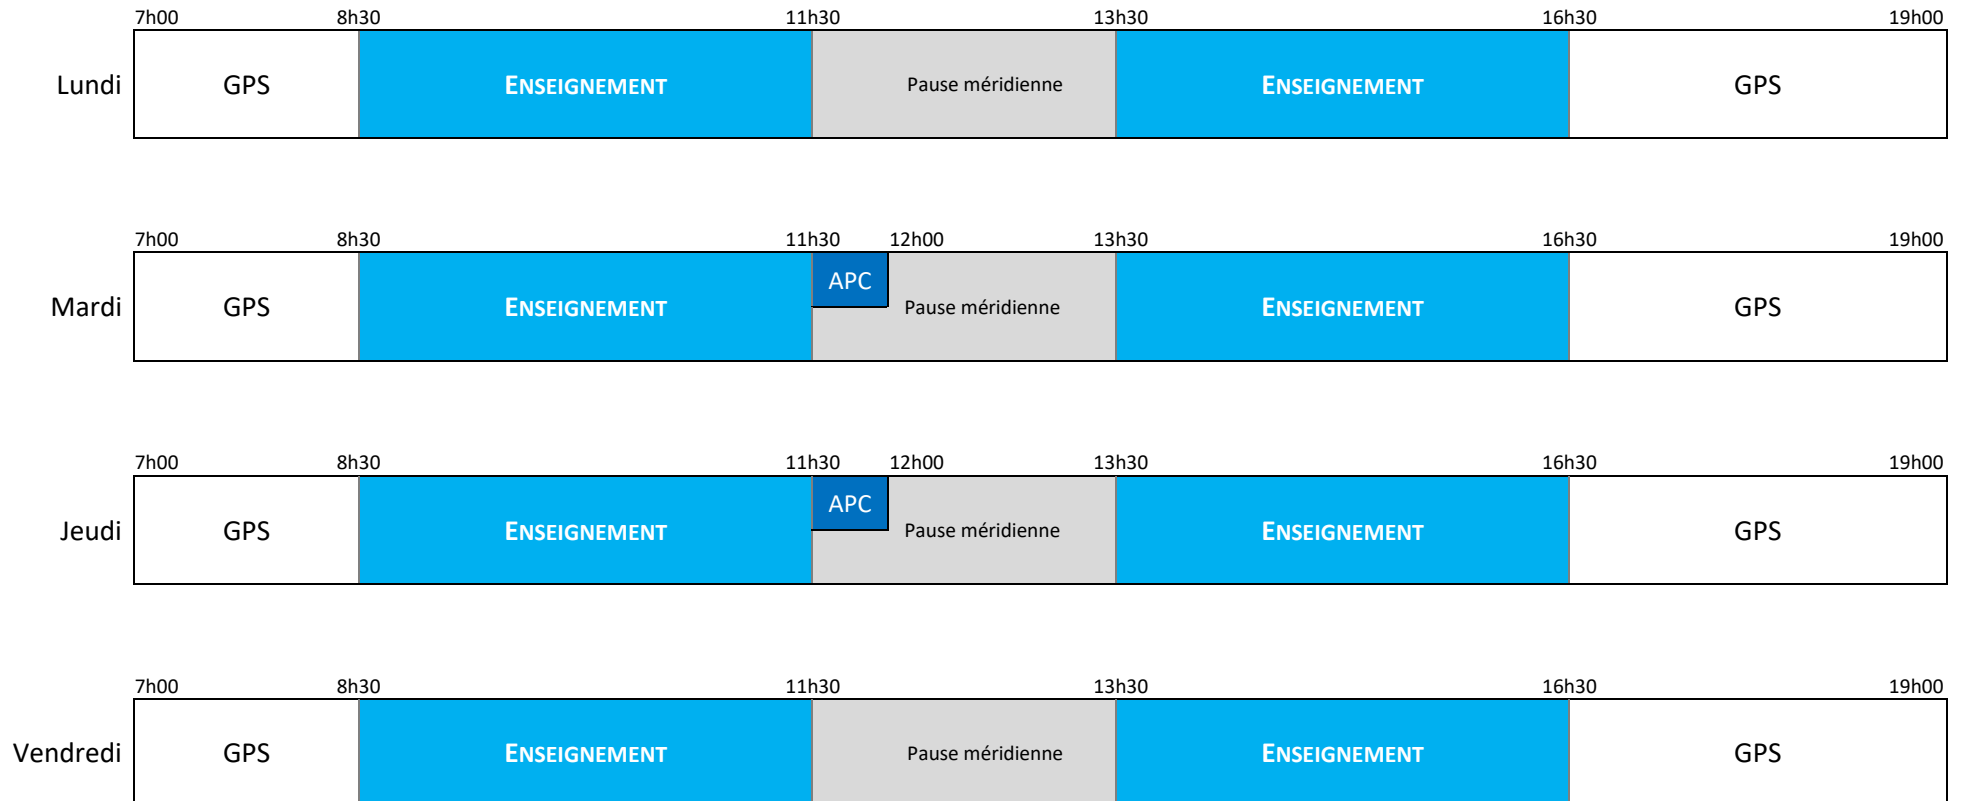 7h00 8h30 11h30 13h30 16h30 19h00
Lundi GPS ENSEIGNEMENT Pause méridienne ENSEIGNEMENT GPS
7h00 8h30 11h30 12h00 13h30 16h30 19h00
APC
Mardi GPS ENSEIGNEMENT Pause méridienne ENSEIGNEMENT GPS
7h00 8h30 11h30 12h00 13h30 16h30 19h00
APC
Jeudi GPS ENSEIGNEMENT Pause méridienne ENSEIGNEMENT GPS
7h00 8h30 11h30 13h30 16h30 19h00
Vendredi GPS ENSEIGNEMENT Pause méridienne ENSEIGNEMENT GPS